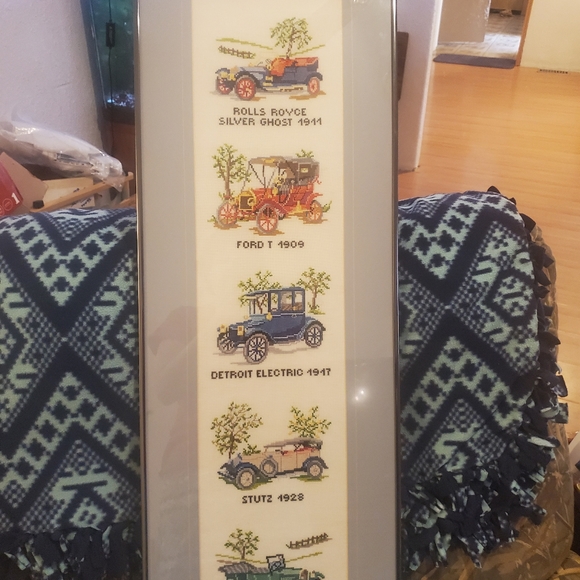 ROLLS ROYCE
SILVER GHOST 1911
FORD T 1909
DETROIT ELECTRIC 1917
STUTZ 1928